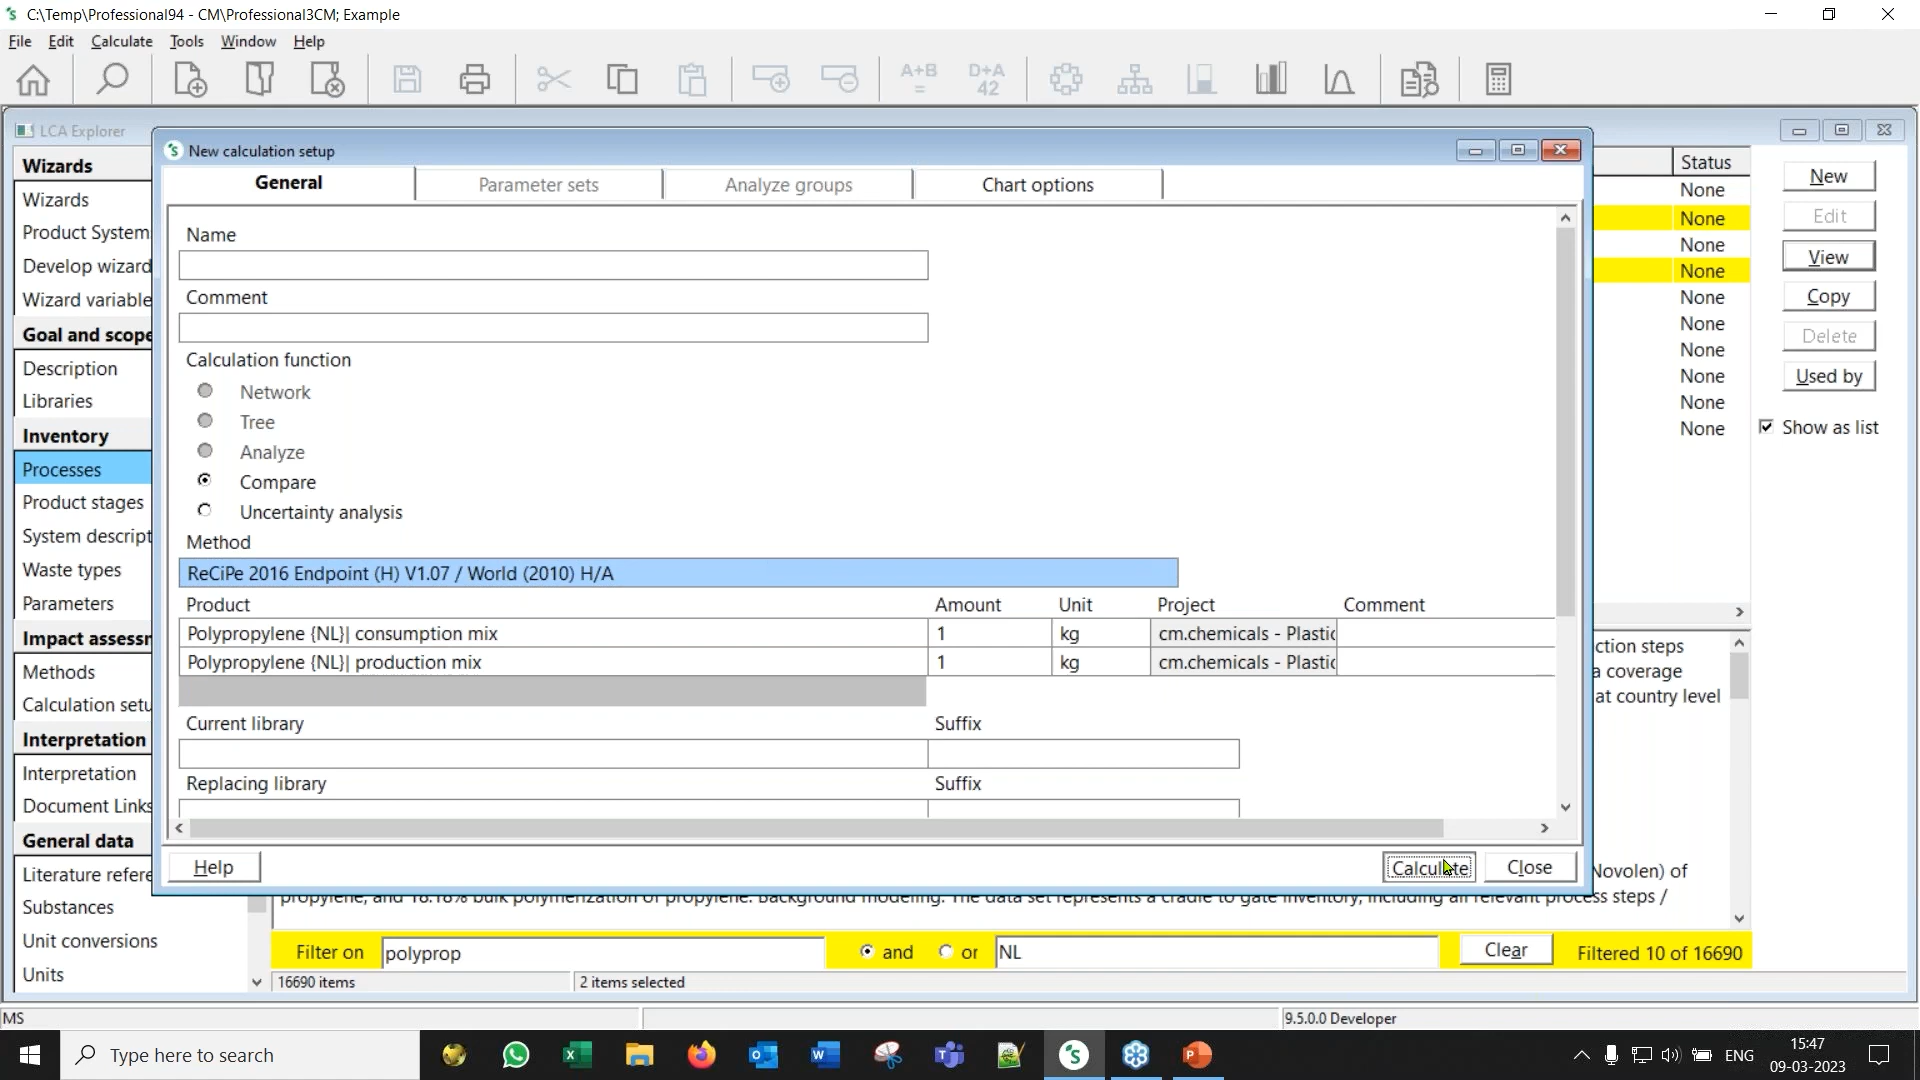 C:\Temp\Professional94 - CM\Professional3CM; Example
File Edit Calculate Tools Window Help
A+B
=
D+A
42
LCA Explorer
New calculation setup
Wizards
Wizards
Product System
Develop wizard
Wizard variable
Goal and scope
Description
Libraries
Inventory
Processes
Product stages
System descript
Waste types
Parameters
Impact assessm
Methods
Calculation setu
Interpretation
Interpretation
Document Links
General data
Literature refere
Substances
Unit conversions
Units
General Parameter sets Analyze groups Chart options
Name
Comment
Calculation function
Network
Tree
Analyze
Compare
Uncertainty analysis
Method
ReCiPe 2016 Endpoint (H) V1.07 / World (2010) H/A
Product Amount Unit Project Comment
Polypropylene {NL}| consumption mix 1 kg cm.chemicals - Plastic
Polypropylene {NL}| production mix 1 kg cm.chemicals - Plastic
Current library Suffix
Replacing library Suffix
Help Calculate Close
Status
None
None
None
None
None
None
None
None
None
None
New
Edit
View
Copy
Delete
Used by
Show as list
ction steps
a coverage
at country level
Novolen) of
propylene, and 18.18% bulk polymerization of propylene. Background modeling: The data set represents a cradle to gate inventory, including all relevant process steps /
Filter on polyprop and or NL Clear Filtered 10 of 16690
16690 items 2 items selected
MS 9.5.0.0 Developer
Type here to search
ENG
15:47
09-03-2023